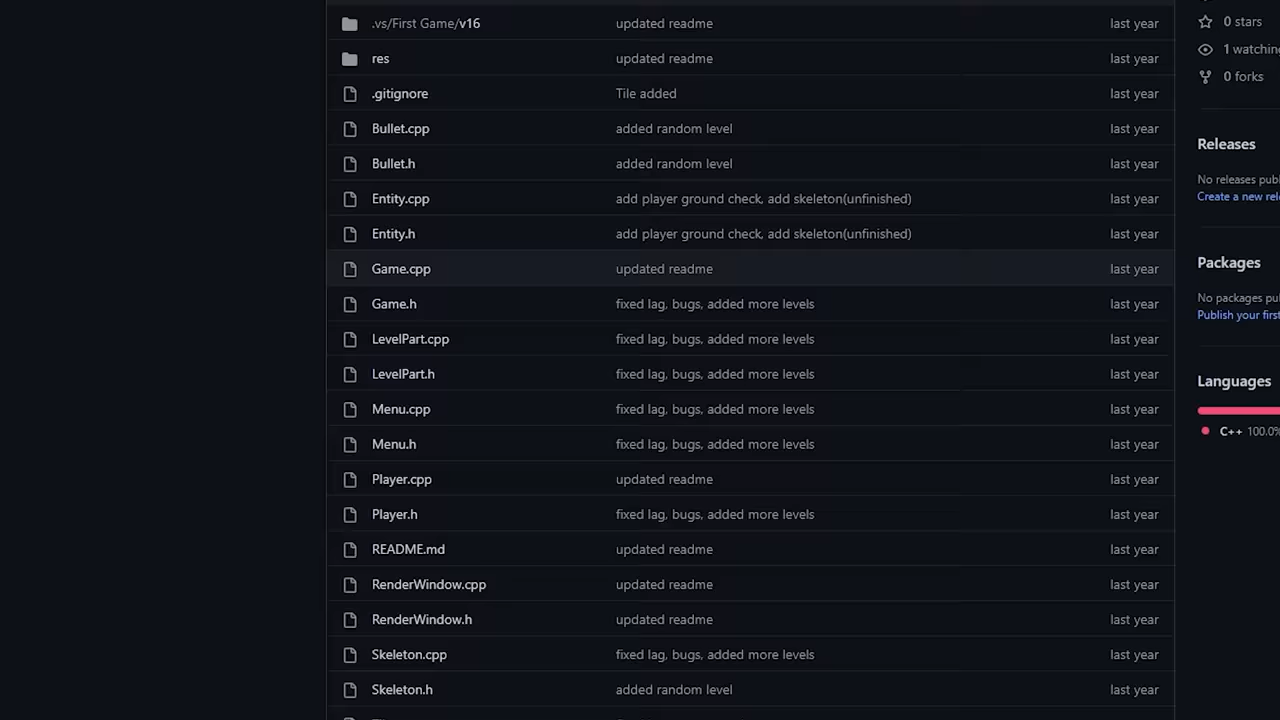 .vs/First Game/v16 updated readme last year
res updated readme last year
.gitignore Tile added last year
Bullet.cpp added random level last year
Bullet.h added random level last year
Entity.cpp add player ground check, add skeleton(unfinished) last year
Entity.h add player ground check, add skeleton(unfinished) last year
Game.cpp updated readme last year
Game.h fixed lag, bugs, added more levels last year
LevelPart.cpp fixed lag, bugs, added more levels last year
LevelPart.h fixed lag, bugs, added more levels last year
Menu.cpp fixed lag, bugs, added more levels last year
Menu.h fixed lag, bugs, added more levels last year
Player.cpp updated readme last year
Player.h fixed lag, bugs, added more levels last year
README.md updated readme last year
RenderWindow.cpp updated readme last year
RenderWindow.h updated readme last year
Skeleton.cpp fixed lag, bugs, added more levels last year
Skeleton.h added random level last year
0 stars
1 watchin
0 forks
Releases
No releases publ
Create a new rel
Packages
No packages pu
Publish your first
Languages
C++ 100.0%